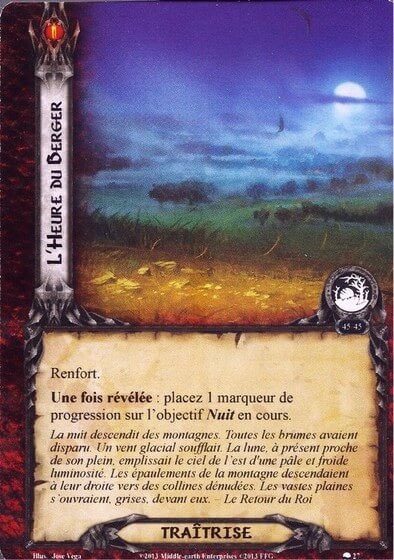 L'HEURE DU BERGER
45 45
Renfort.
Une fois révélée : placez 1 marqueur de
progression sur l'objectif Nuit en cours.
La nuit descendit des montagnes. Toutes les brumes avaient
disparu. Un vent glacial soufflait. La lune, à présent proche
de son plein, emplissait le ciel de l'est d'une pâle et froide
luminosité. Les épaulements de la montagne descendaient
à leur droite vers des collines dénudées. Les vastes plaines
s'ouvraient, grises, devant eux. – Le Retour du Roi
TRAÎTRISE
Illus. Jose Vega ©2013 Middle-earth Enterprises ©2013 FFG 27